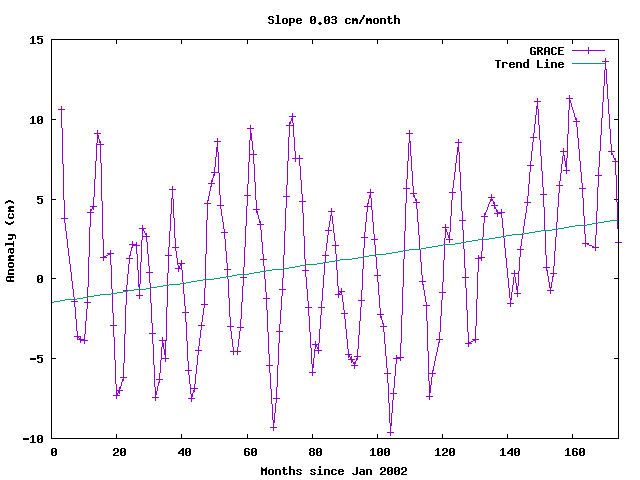 Slope 0.03 cm/month
15
GRACE
Trend Line
10
5
0
-5
-10
Anomaly (cm)
0 20 40 60 80 100 120 140 160
Months since Jan 2002